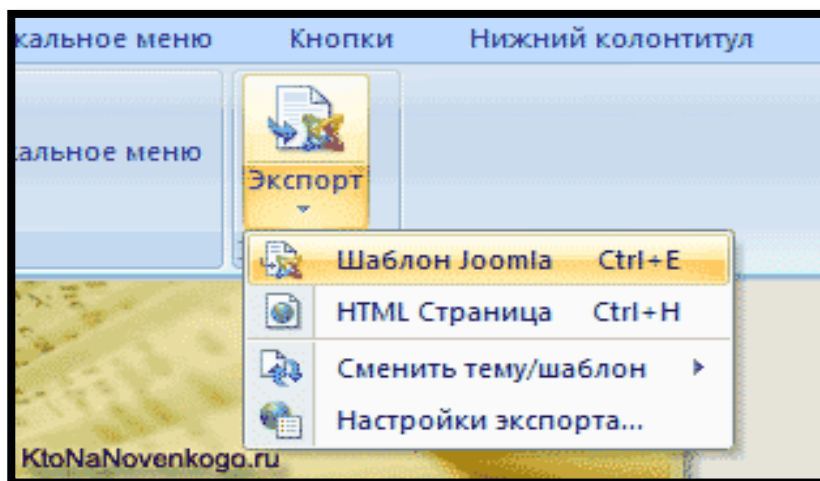 кальное меню Кнопки Нижний колонтитул
кальное меню
Экспорт
Шаблон Joomla Ctrl+E
HTML Страница Ctrl+H
Сменить тему/шаблон
Настройки экспорта...
KtoNaNovenkogo.ru